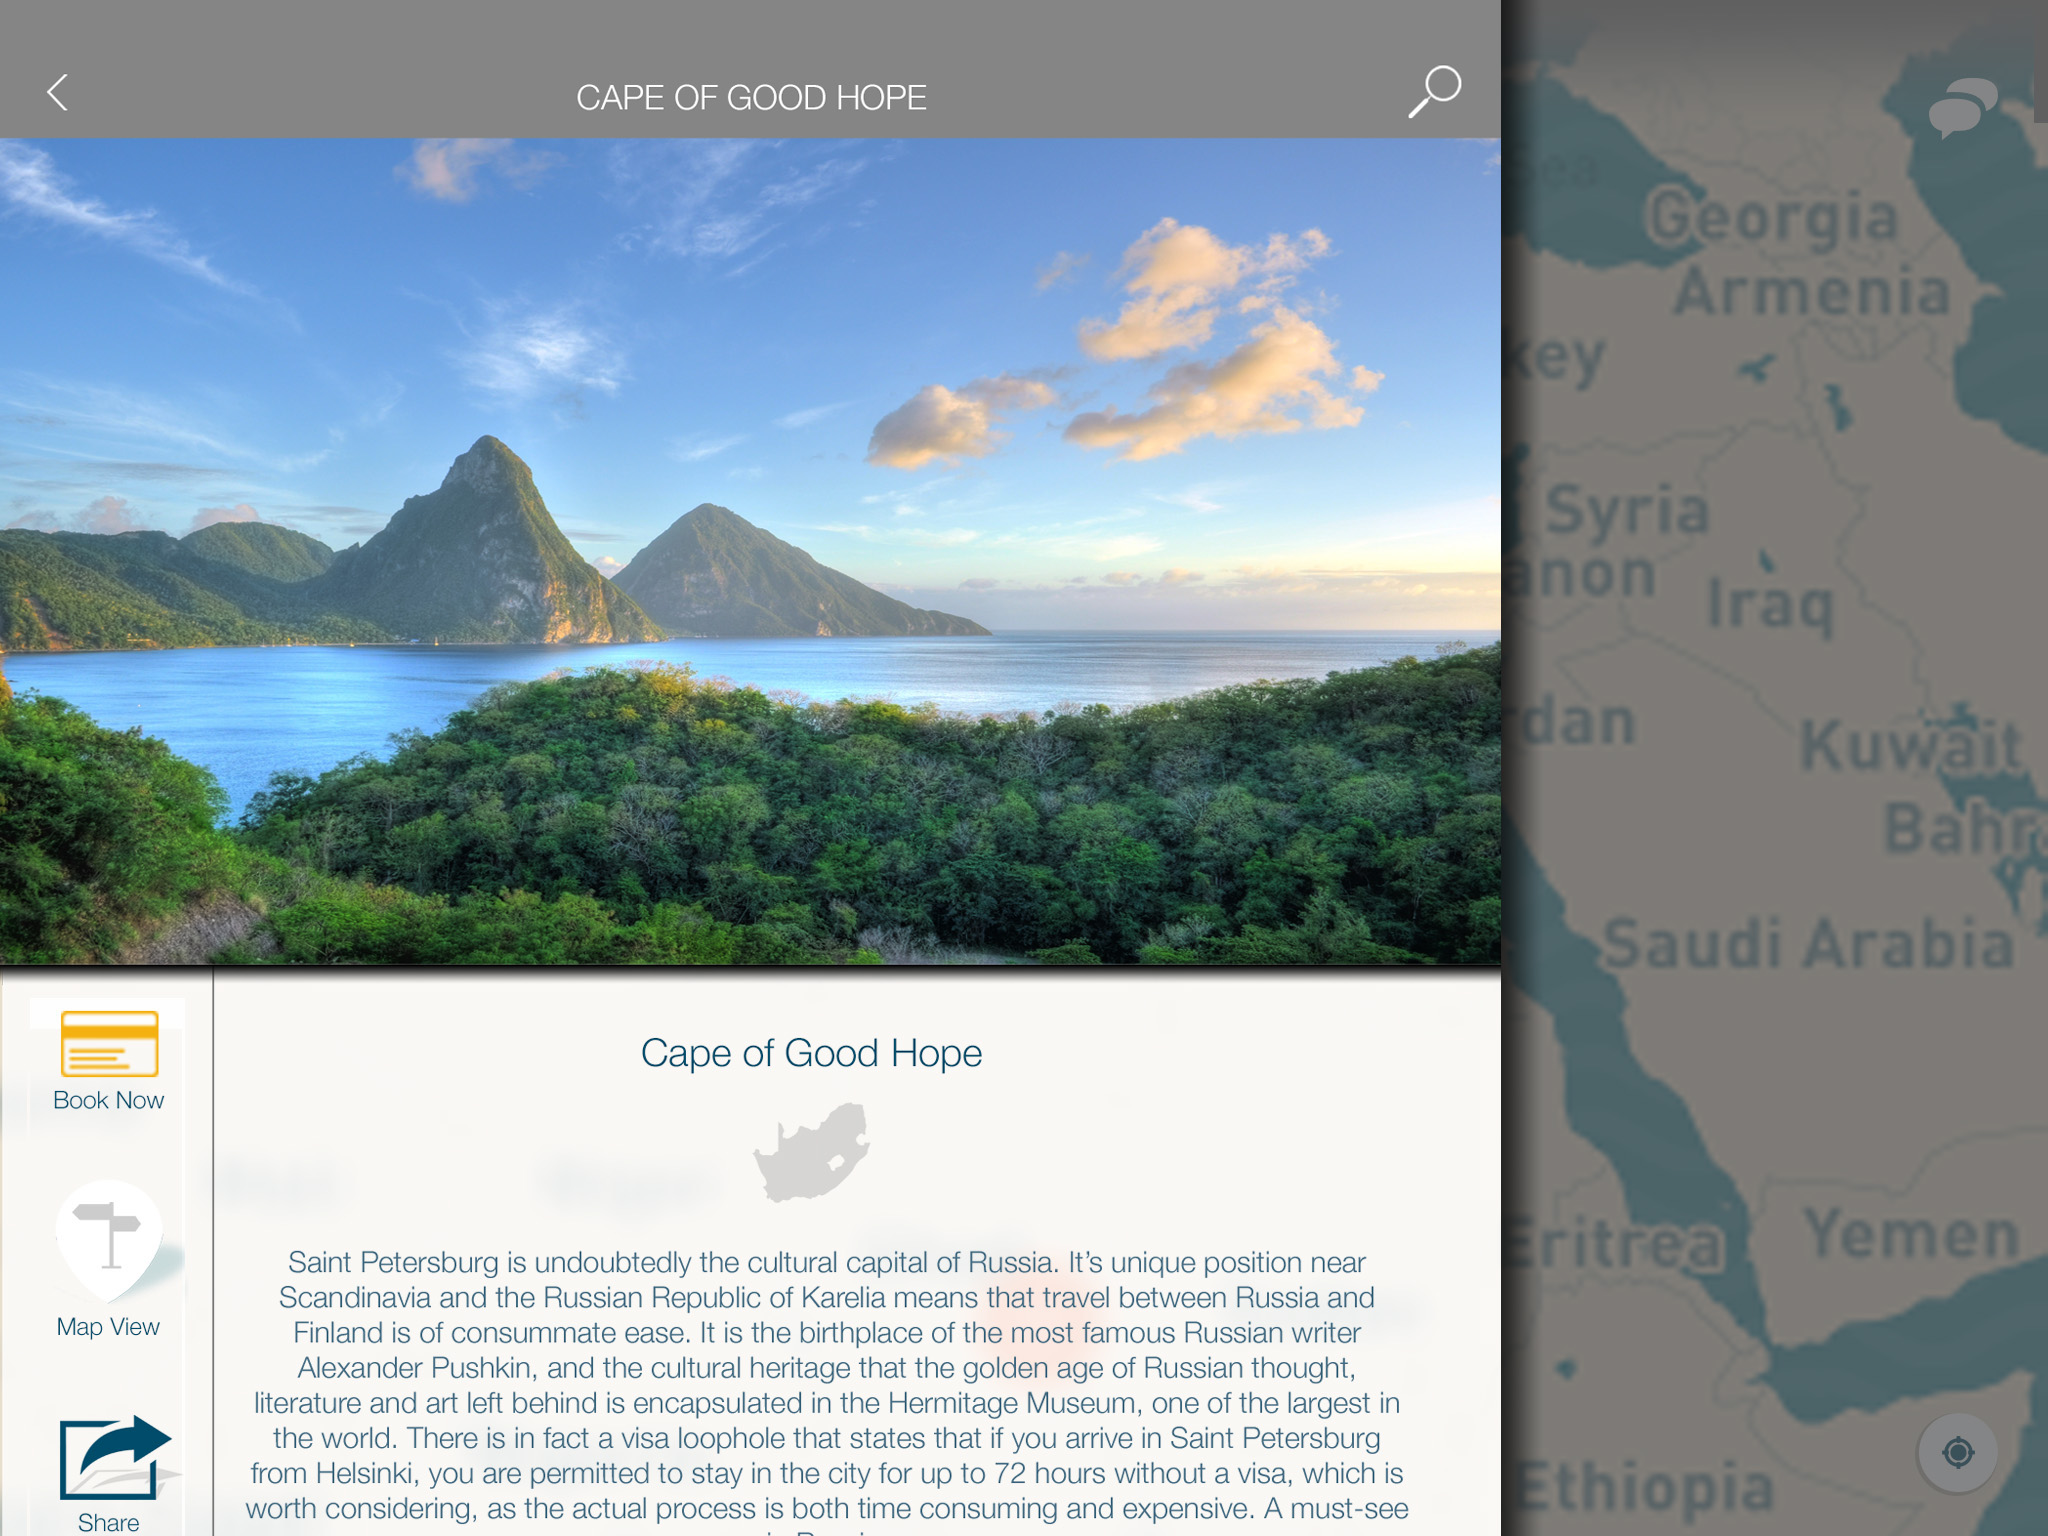 CAPE OF GOOD HOPE
Sea
Georgia
Armenia
key
Syria
anon
Iraq
rdan
Kuwait
Bahr
Saudi Arabia
Eritrea
Yemen
Ethiopia
Book Now
Map View
Share
Cape of Good Hope
Saint Petersburg is undoubtedly the cultural capital of Russia. It’s unique position near
Scandinavia and the Russian Republic of Karelia means that travel between Russia and
Finland is of consummate ease. It is the birthplace of the most famous Russian writer
Alexander Pushkin, and the cultural heritage that the golden age of Russian thought,
literature and art left behind is encapsulated in the Hermitage Museum, one of the largest in
the world. There is in fact a visa loophole that states that if you arrive in Saint Petersburg
from Helsinki, you are permitted to stay in the city for up to 72 hours without a visa, which is
worth considering, as the actual process is both time consuming and expensive. A must-see